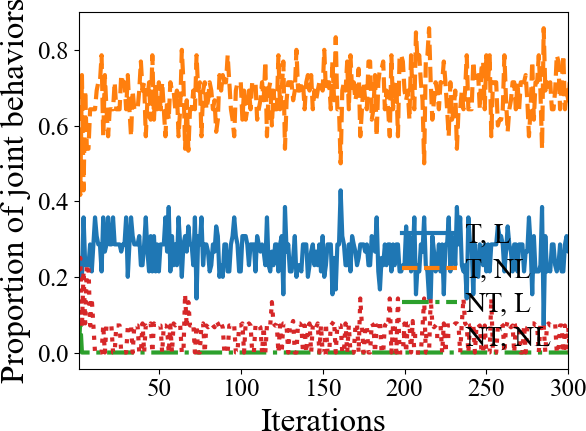 Proportion of joint behaviors
0.8
0.6
0.4
0.2
0.0
T, L
T, NL
NT, L
NT, NL
50
100
150
200
250
300
Iterations